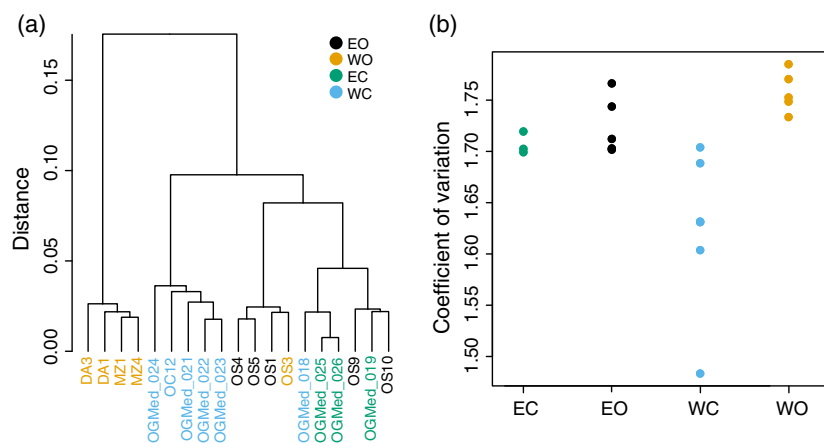 (a)
EO
WO
EC
WC
Distance
0.15
0.10
0.05
0.00
DA3
DA1
MZ1
MZ4
OGMed_024
OC12
OGMed_021
OGMed_022
OGMed_023
OS4
OS5
OS1
OS3
OGMed_018
OGMed_025
OGMed_026
OS9
OGMed_019
OS10
(b)
Coefficient of variation
1.75
1.70
1.65
1.60
1.55
1.50
EC EO WC WO